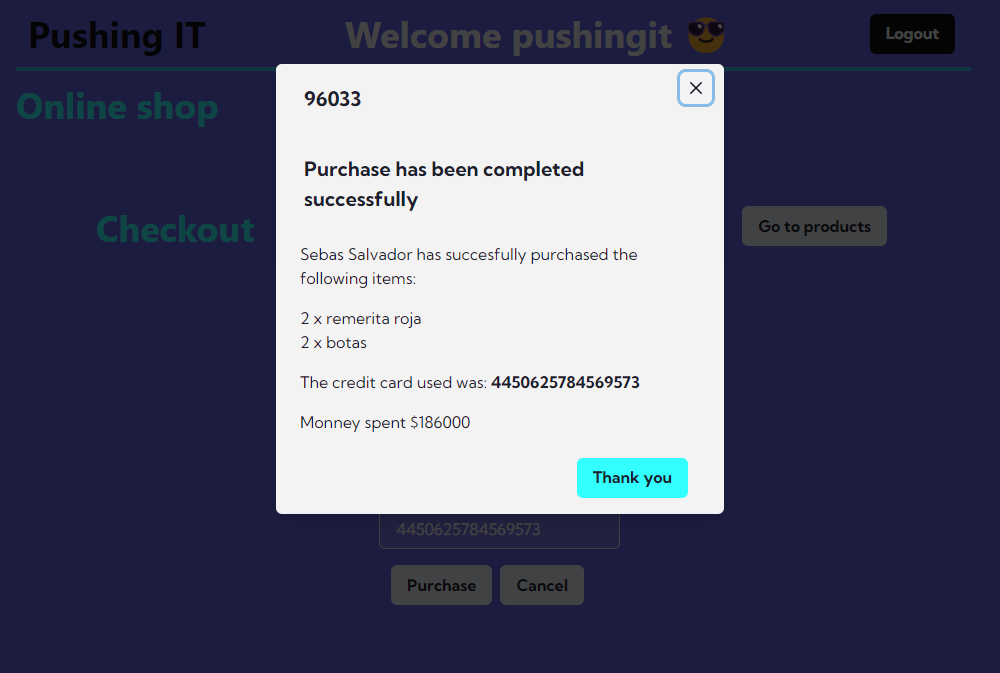 Pushing IT
Welcome pushingit 😎
Logout
Online shop
Checkout
Go to products
96033
Purchase has been completed
successfully
Sebas Salvador has succesfully purchased the
following items:
2 x remerita roja
2 x botas
The credit card used was: 4450625784569573
Monney spent $186000
Thank you
4450625784569573
Purchase
Cancel